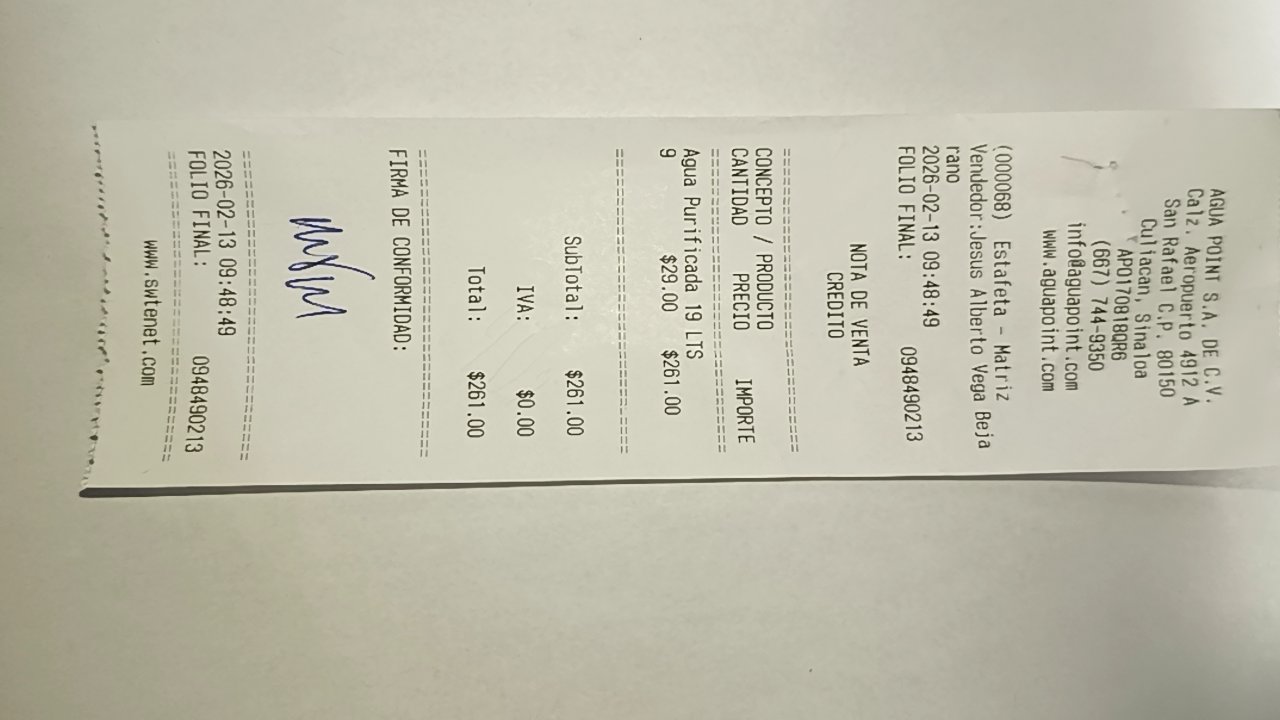 AGUA POINT S.A. DE C.V.
Calz. Aeropuerto 4912 A
San Rafael C.P. 80150
Culiacan, Sinaloa
APO170818QR6
(667) 744-9350
info@aguapoint.com
www.aguapoint.com
(000068) Estafeta - Matriz
Vendedor:Jesus Alberto Vega Beja
rano
2026-02-13 09:48:49
FOLIO FINAL: 0948490213
NOTA DE VENTA
CREDITO
================================
CONCEPTO / PRODUCTO
CANTIDAD PRECIO IMPORTE
================================
Agua Purificada 19 LTS
9 $29.00 $261.00
================================
SubTotal: $261.00
IVA: $0.00
Total: $261.00
================================
FIRMA DE CONFORMIDAD:
================================
2026-02-13 09:48:49
FOLIO FINAL: 0948490213
================================
www.swtenet.com